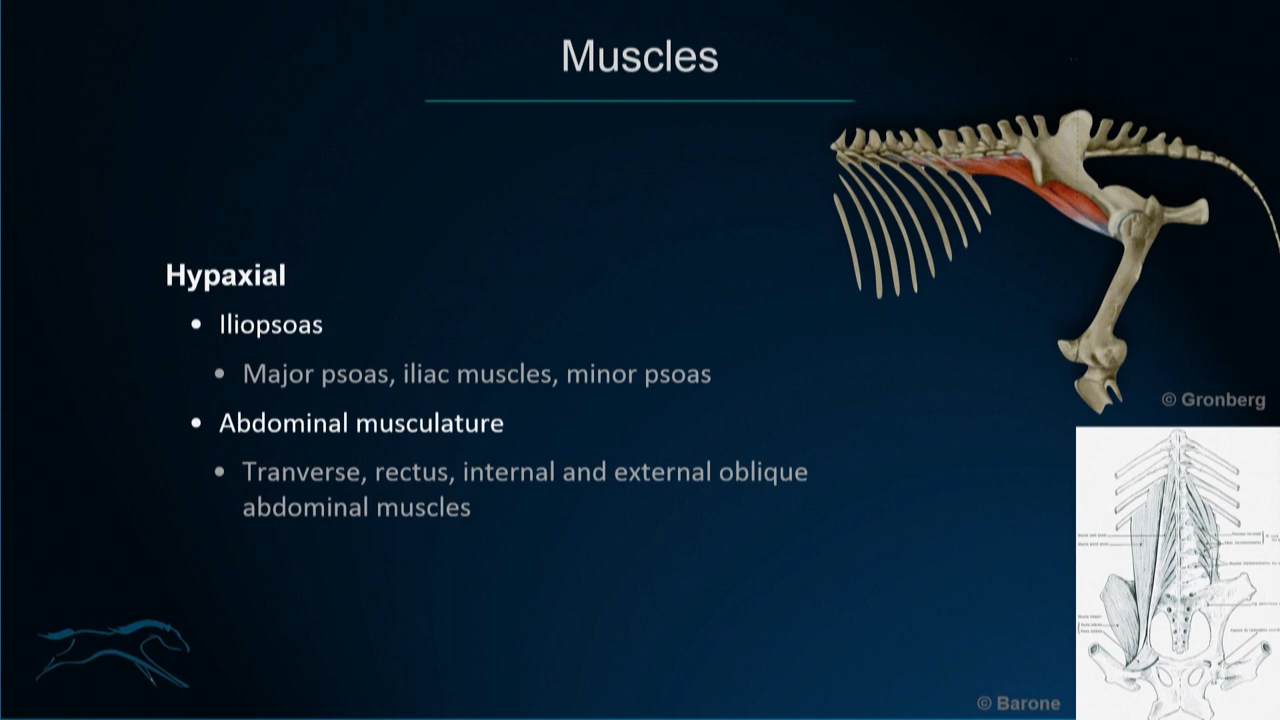 Muscles
Hypaxial
• Iliopsoas
• Major psoas, iliac muscles, minor psoas
• Abdominal musculature
• Tranverse, rectus, internal and external oblique
abdominal muscles
© Gronberg
© Barone